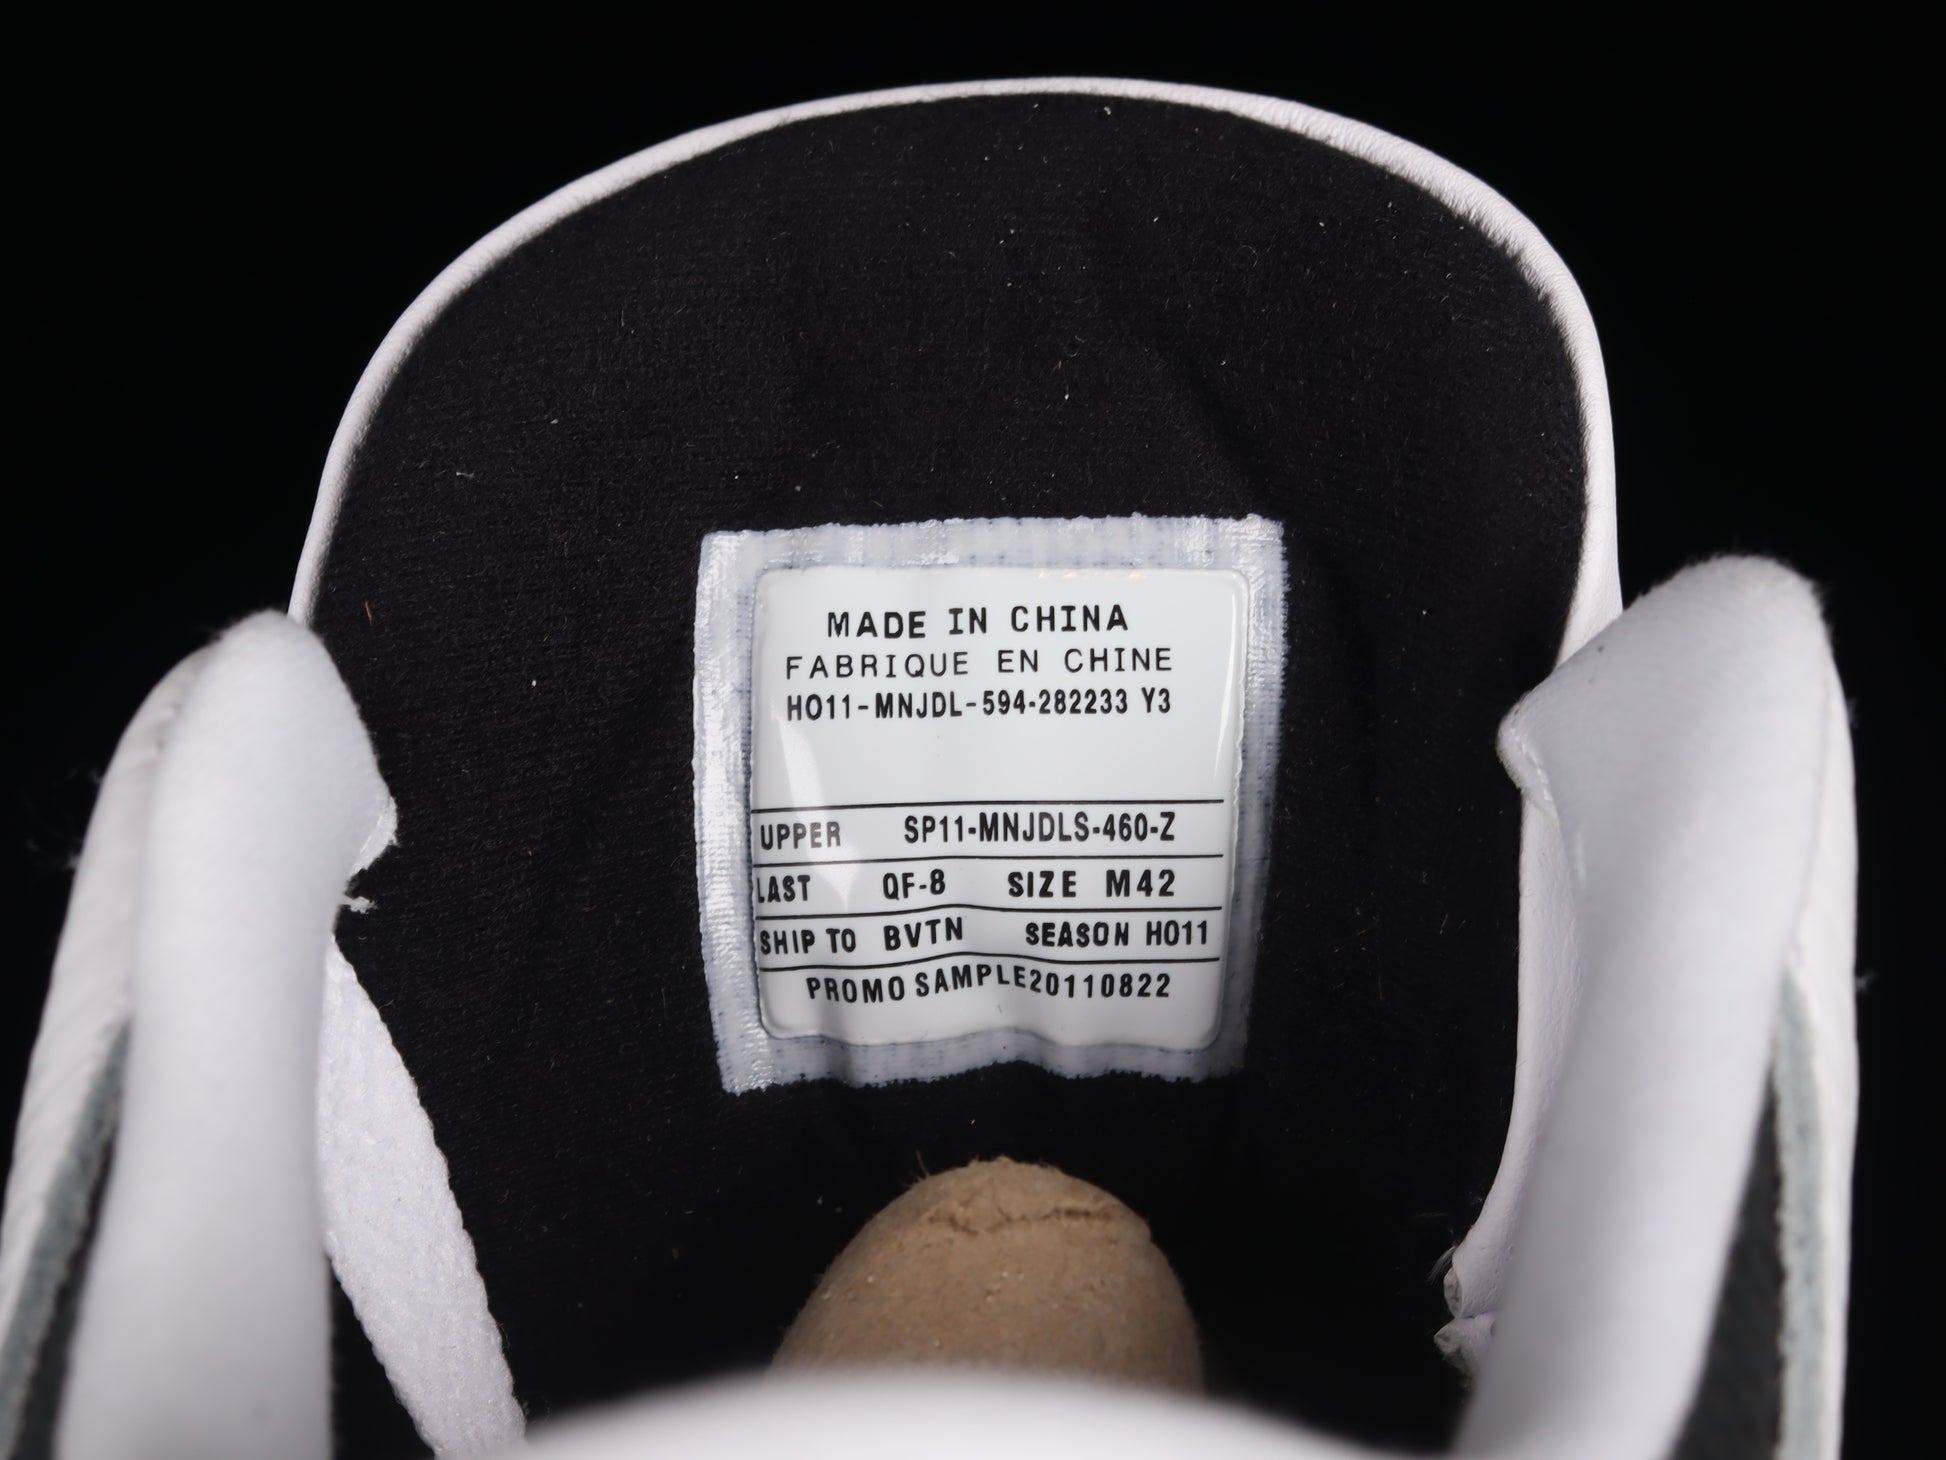 MADE IN CHINA
FABRIQUE EN CHINE
HO11-MNJDL-594-282233 Y3
UPPER SP11-MNJDLS-460-Z
LAST QF-8 SIZE M42
SHIP TO BVTN SEASON HO11
PROMO SAMPLE20110822